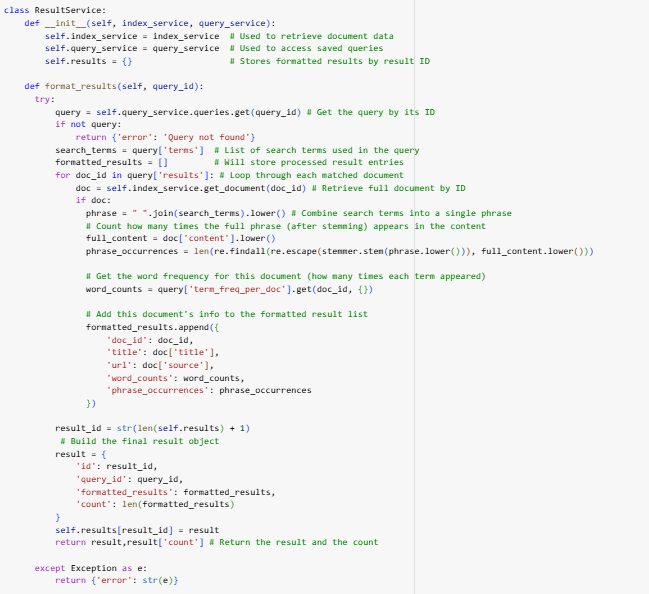 class ResultService:
    def __init__(self, index_service, query_service):
        self.index_service = index_service  # Used to retrieve document data
        self.query_service = query_service  # Used to access saved queries
        self.results = {}                   # Stores formatted results by result ID

    def format_results(self, query_id):
      try:
          query = self.query_service.queries.get(query_id) # Get the query by its ID
          if not query:
              return {'error': 'Query not found'}
          search_terms = query['terms']  # List of search terms used in the query
          formatted_results = []         # Will store processed result entries
          for doc_id in query['results']: # Loop through each matched document
              doc = self.index_service.get_document(doc_id) # Retrieve full document by ID
              if doc:
                phrase = " ".join(search_terms).lower() # Combine search terms into a single phrase
                # Count how many times the full phrase (after stemming) appears in the content
                full_content = doc['content'].lower()
                phrase_occurrences = len(re.findall(re.escape(stemmer.stem(phrase.lower())), full_content.lower()))

                # Get the word frequency for this document (how many times each term appeared)
                word_counts = query['term_freq_per_doc'].get(doc_id, {})

                # Add this document's info to the formatted result list
                formatted_results.append({
                    'doc_id': doc_id,
                    'title': doc['title'],
                    'url': doc['source'],
                    'word_counts': word_counts,
                    'phrase_occurrences': phrase_occurrences
                })

          result_id = str(len(self.results) + 1)
           # Build the final result object
          result = {
              'id': result_id,
              'query_id': query_id,
              'formatted_results': formatted_results,
              'count': len(formatted_results)
          }
          self.results[result_id] = result
          return result,result['count'] # Return the result and the count

      except Exception as e:
          return {'error': str(e)}